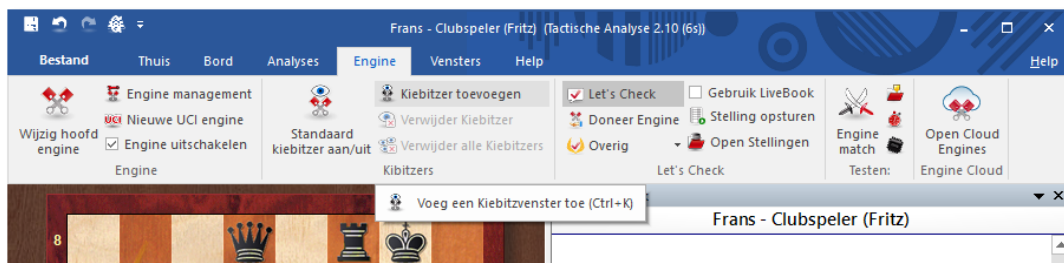 Frans - Clubspeler (Fritz) (Tactische Analyse 2.10 (6s))
Bestand Thuis Bord Analyses Engine Vensters Help Help
Wijzig hoofd engine
Engine management
Nieuwe UCI engine
Engine uitschakelen
Engine
Standaard kiebitzer aan/uit
Kiebitzer toevoegen
Verwijder Kiebitzer
Verwijder alle Kiebitzers
Kibitzers
Let's Check
Doneer Engine
Overig
Gebruik LiveBook
Stelling opsturen
Open Stellingen
Let's Check
Engine match
Testen:
Open Cloud Engines
Engine Cloud
Voeg een Kiebitzvenster toe (Ctrl+K)
Frans - Clubspeler (Fritz)
8